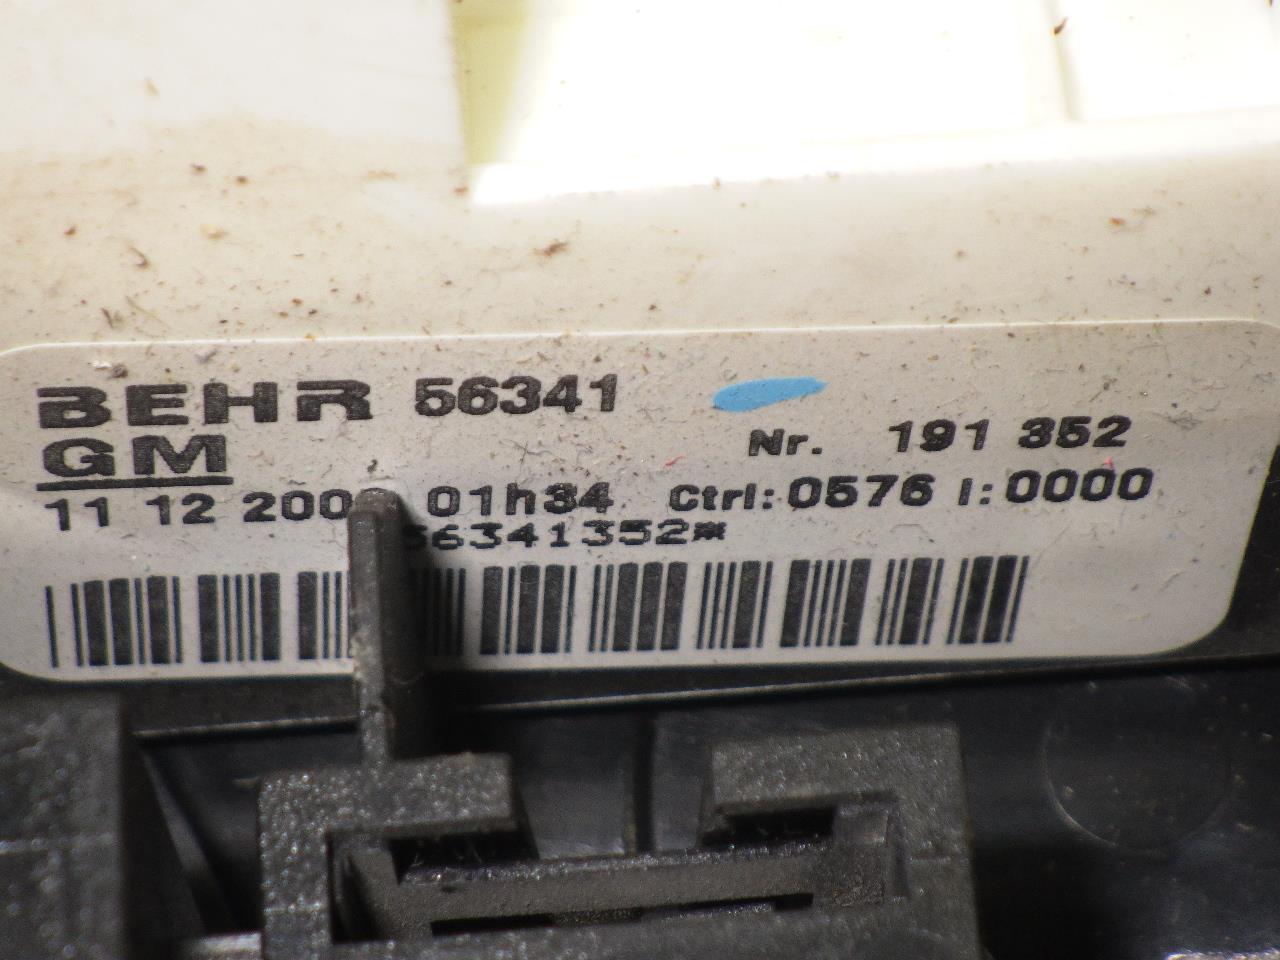 BEHR 56341
GM Nr. 191 352
11 12 200 01h34 Ctrl: 0576 I: 0000
56341352*